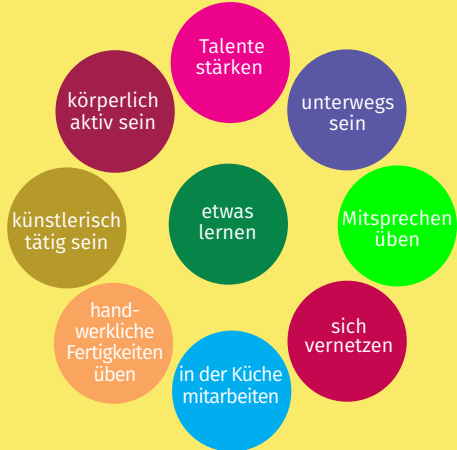 Talente
stärken
körperlich
aktiv sein
unterwegs
sein
künstlerisch
tätig sein
etwas
lernen
Mitsprechen
üben
hand-
werkliche
Fertigkeiten
üben
sich
vernetzen
in der Küche
mitarbeiten